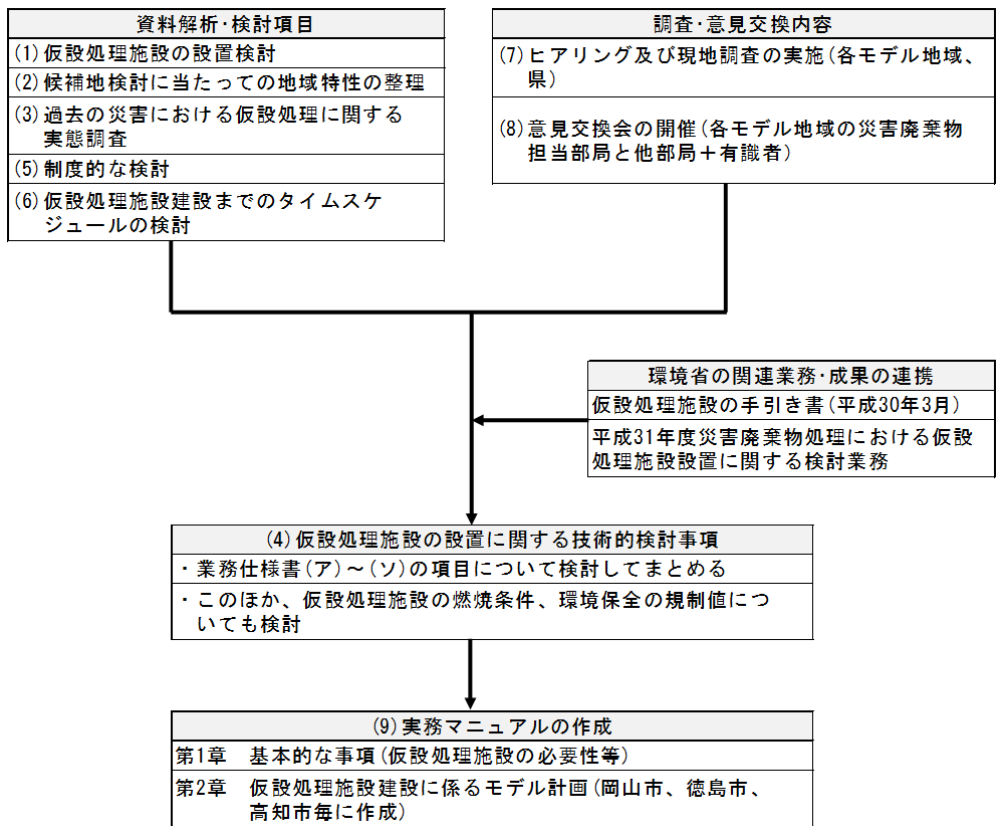 資料解析・検討項目
(1)仮設処理施設の設置検討
(2)候補地検討に当たっての地域特性の整理
(3)過去の災害における仮設処理に関する
実態調査
(5)制度的な検討
(6)仮設処理施設建設までのタイムスケ
ジュールの検討
調査・意見交換内容
(7)ヒアリング及び現地調査の実施(各モデル地域、
県)
(8)意見交換会の開催(各モデル地域の災害廃棄物
担当部局と他部局＋有識者)
環境省の関連業務・成果の連携
仮設処理施設の手引き書(平成30年3月)
平成31年度災害廃棄物処理における仮設
処理施設設置に関する検討業務
(4)仮設処理施設の設置に関する技術的検討事項
・業務仕様書(ア)～(ソ)の項目について検討してまとめる
・このほか、仮設処理施設の燃焼条件、環境保全の規制値につ
いても検討
(9)実務マニュアルの作成
第1章　基本的な事項(仮設処理施設の必要性等)
第2章　仮設処理施設建設に係るモデル計画(岡山市、徳島市、
高知市毎に作成)